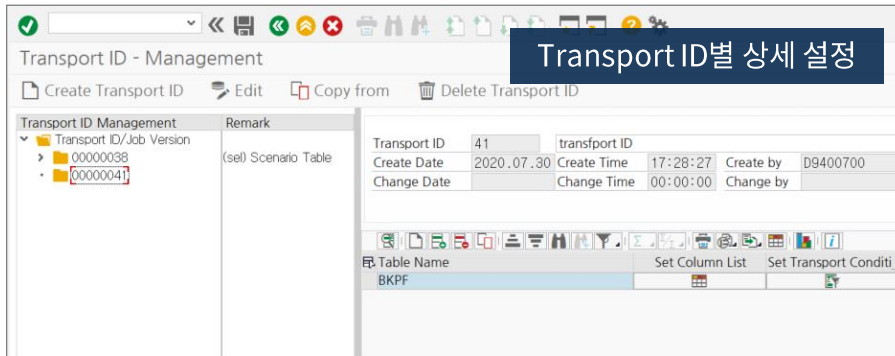 Transport ID별 상세 설정
Transport ID - Management
Create Transport ID Edit Copy from Delete Transport ID
Transport ID Management Remark
Transport ID/Job Version
00000038 (sel) Scenario Table
00000041
Transport ID 41 transfport ID
Create Date 2020.07.30 Create Time 17:28:27 Create by D9400700
Change Date Change Time 00:00:00 Change by
Table Name Set Column List Set Transport Conditi
BKPF